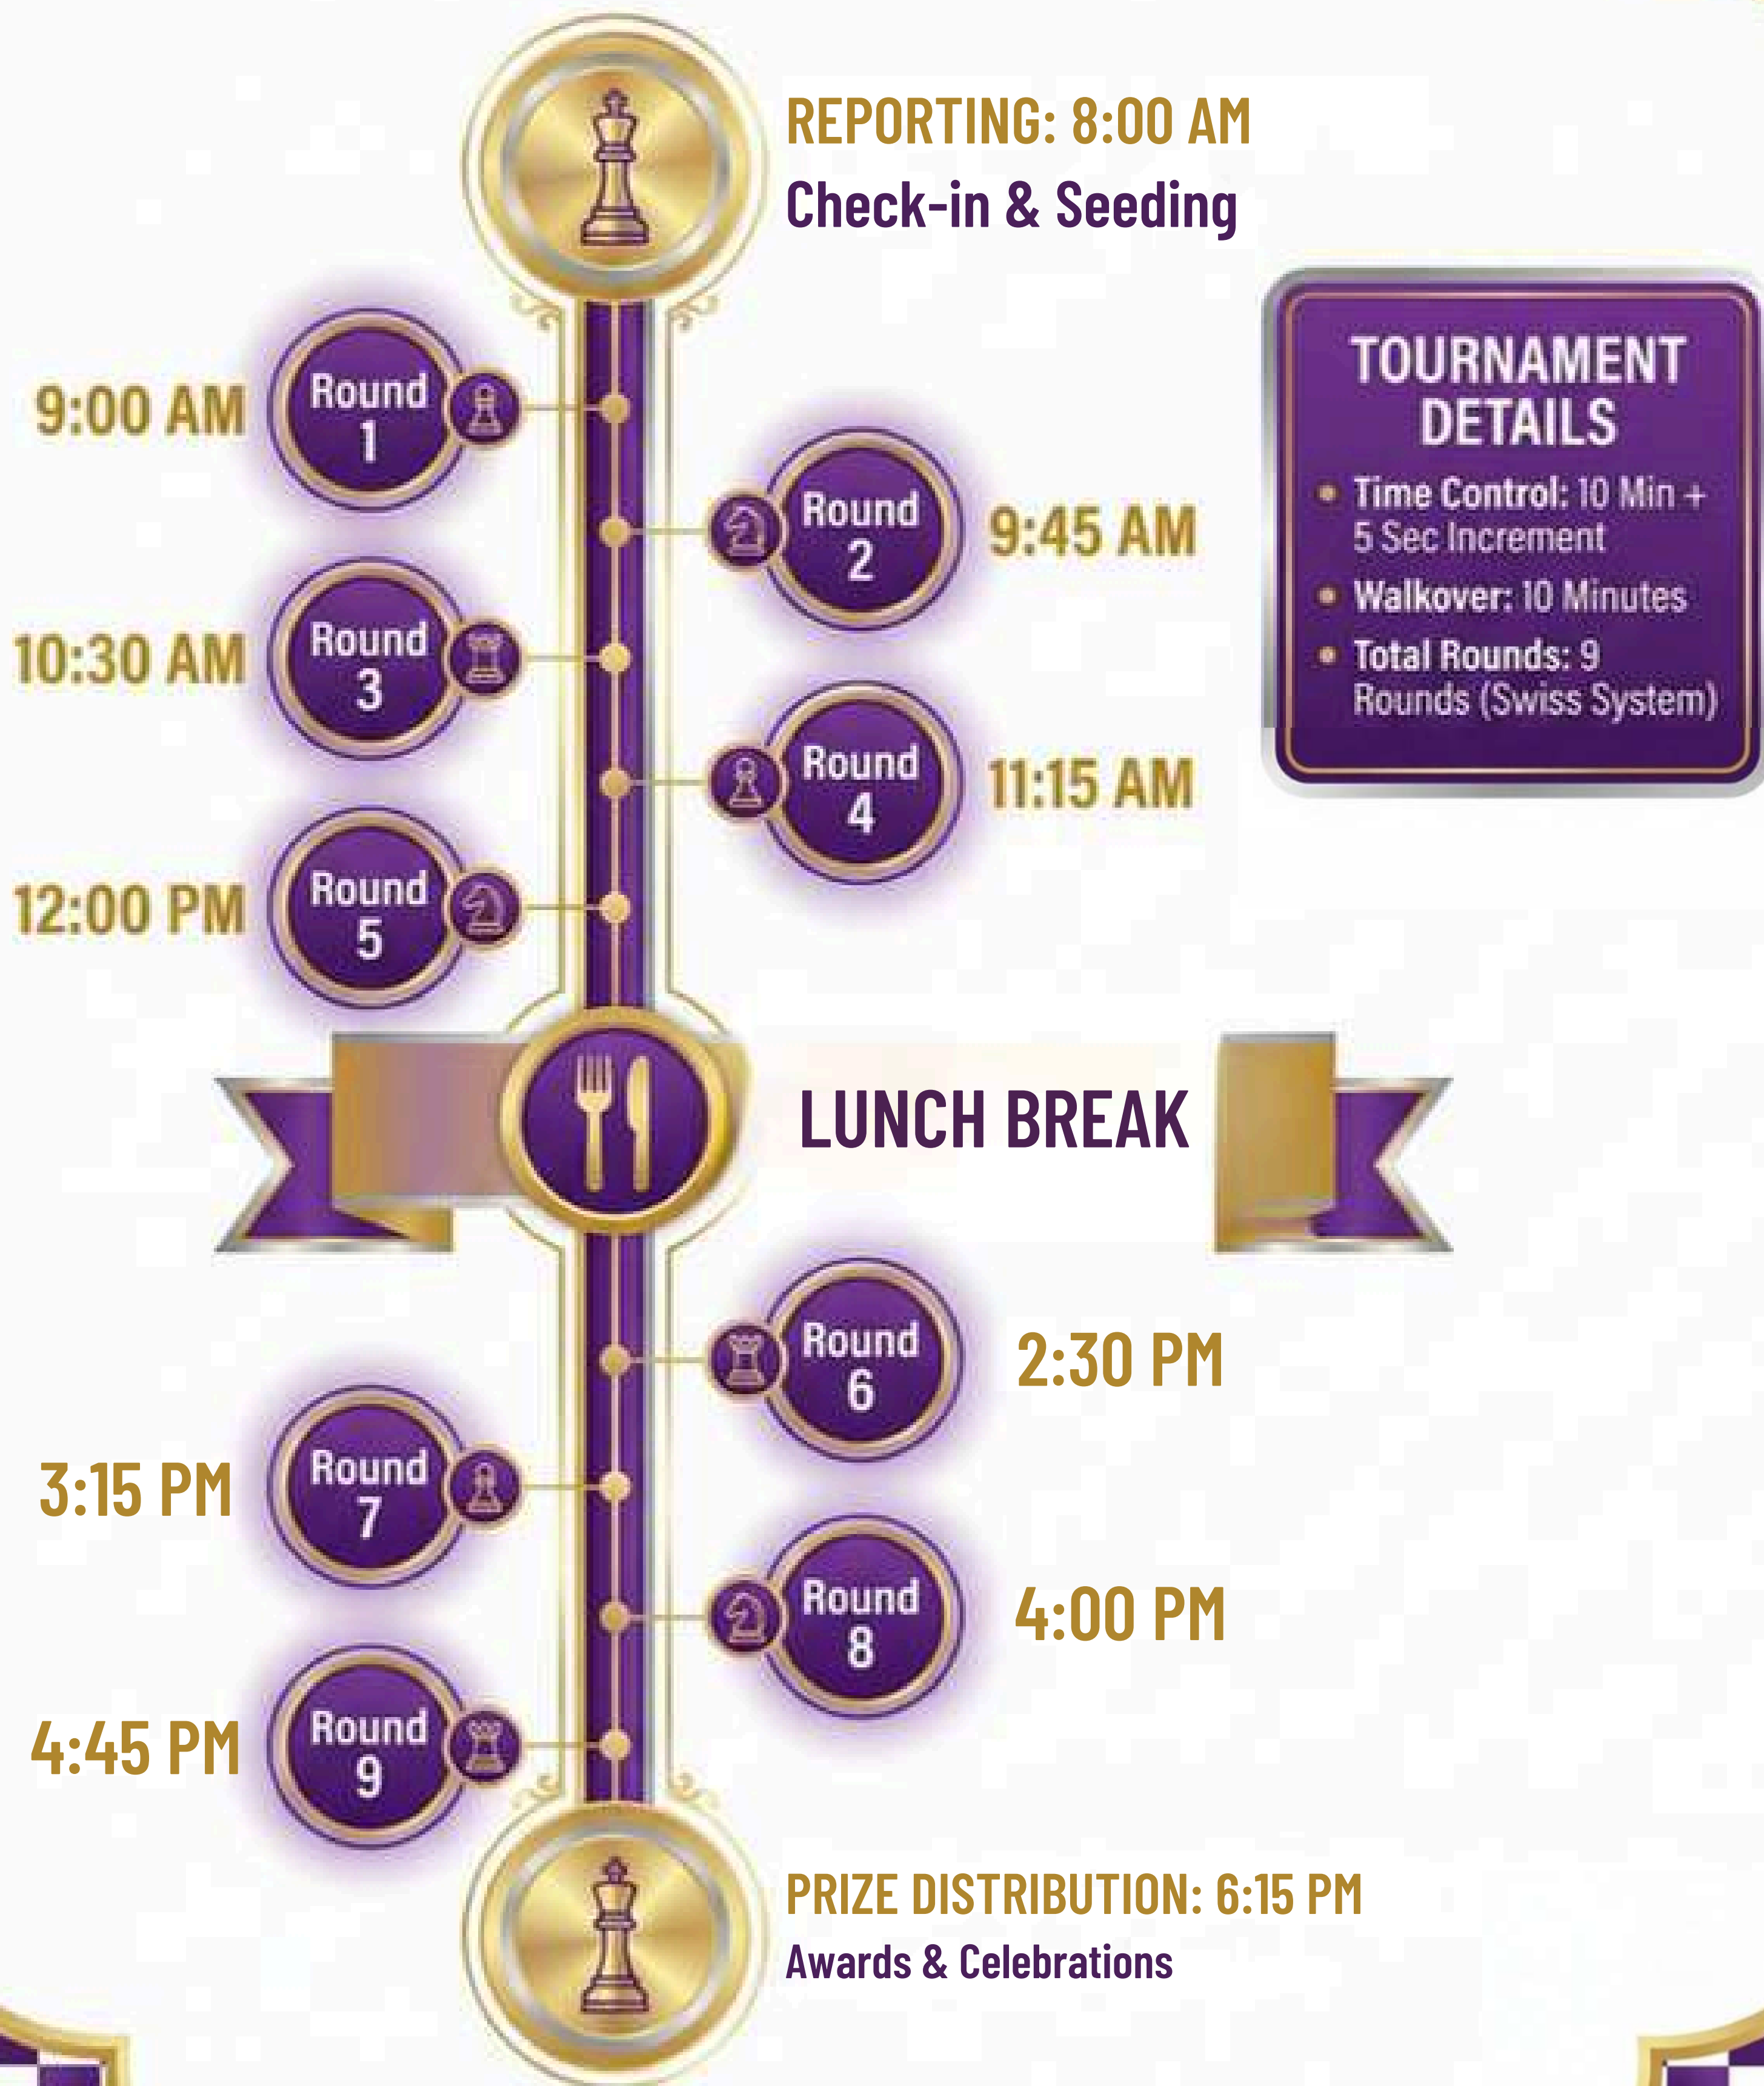 REPORTING: 8:00 AM
Check-in & Seeding
TOURNAMENT
DETAILS
Time Control: 10 Min +
5 Sec Increment
Walkover: 10 Minutes
Total Rounds: 9
Rounds (Swiss System)
9:00 AM
Round
1
Round
2
9:45 AM
10:30 AM
Round
3
Round
4
11:15 AM
12:00 PM
Round
5
LUNCH BREAK
Round
6
2:30 PM
3:15 PM
Round
7
Round
8
4:00 PM
4:45 PM
Round
9
PRIZE DISTRIBUTION: 6:15 PM
Awards & Celebrations